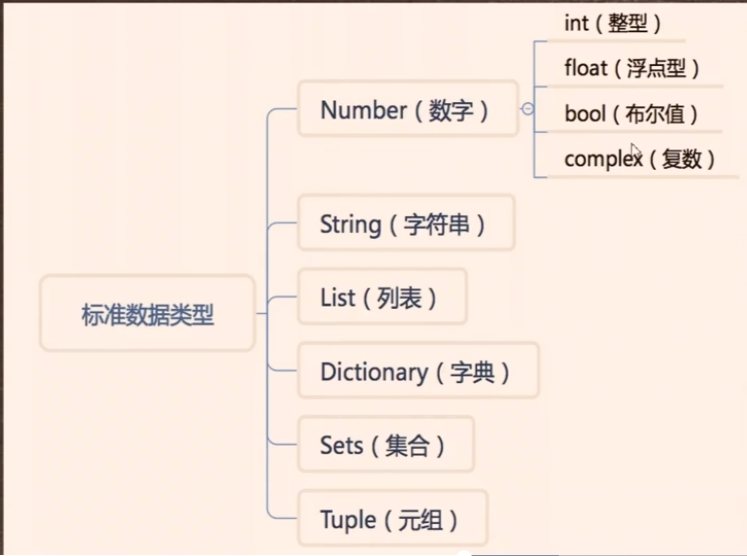 标准数据类型
Number（数字）
int（整型）
float（浮点型）
bool（布尔值）
complex（复数）
String（字符串）
List（列表）
Dictionary（字典）
Sets（集合）
Tuple（元组）